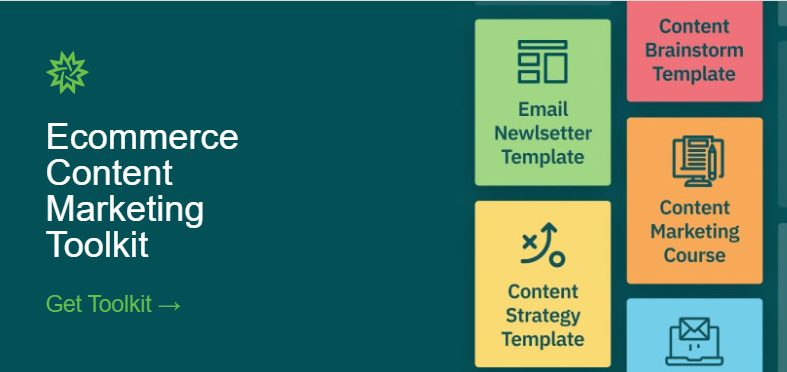 Ecommerce
Content
Marketing
Toolkit
Get Toolkit →
Email
Newlsetter
Template
Content
Strategy
Template
Content
Brainstorm
Template
Content
Marketing
Course